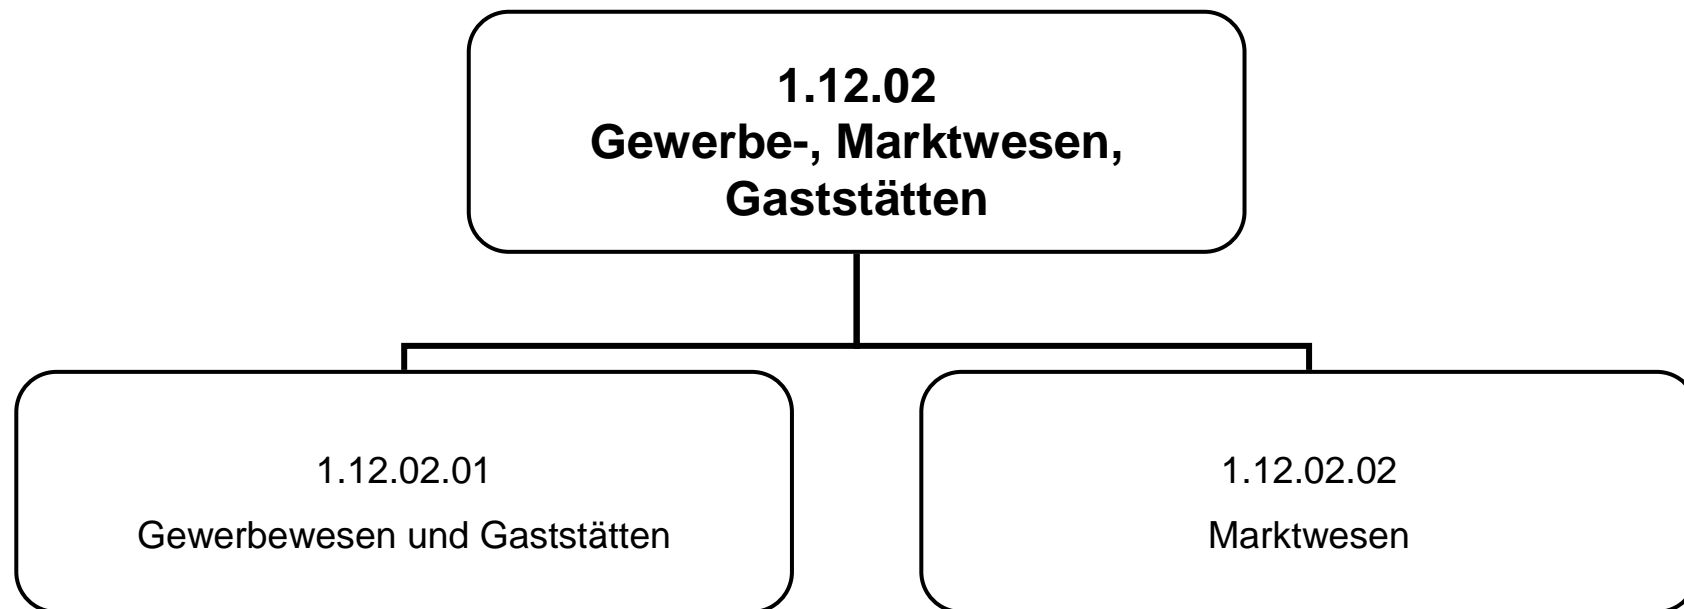 1.12.02
Gewerbe-, Marktwesen,
Gaststätten
1.12.02.01
Gewerbewesen und Gaststätten
1.12.02.02
Marktwesen